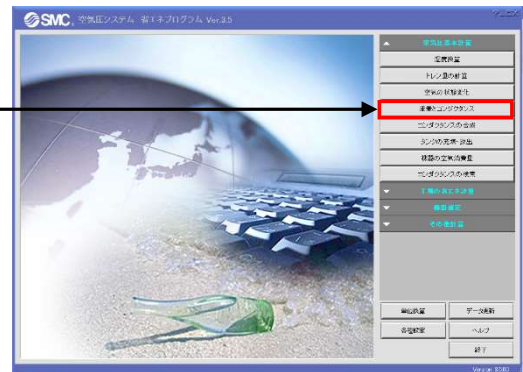 SMC. 空気圧システム 省エネプログラム Ver.3.5
空気圧基本計算
湿度換算
ドレン量の計算
空気の状態変化
流量とコンダクタンス
コンダクタンスの合成
タンクの充填・放出
機器の空気消費量
コンダクタンスの検索
工場の省エネ計算
機器選定
その他計算
単位換算
データ更新
各種設定
ヘルプ
終了